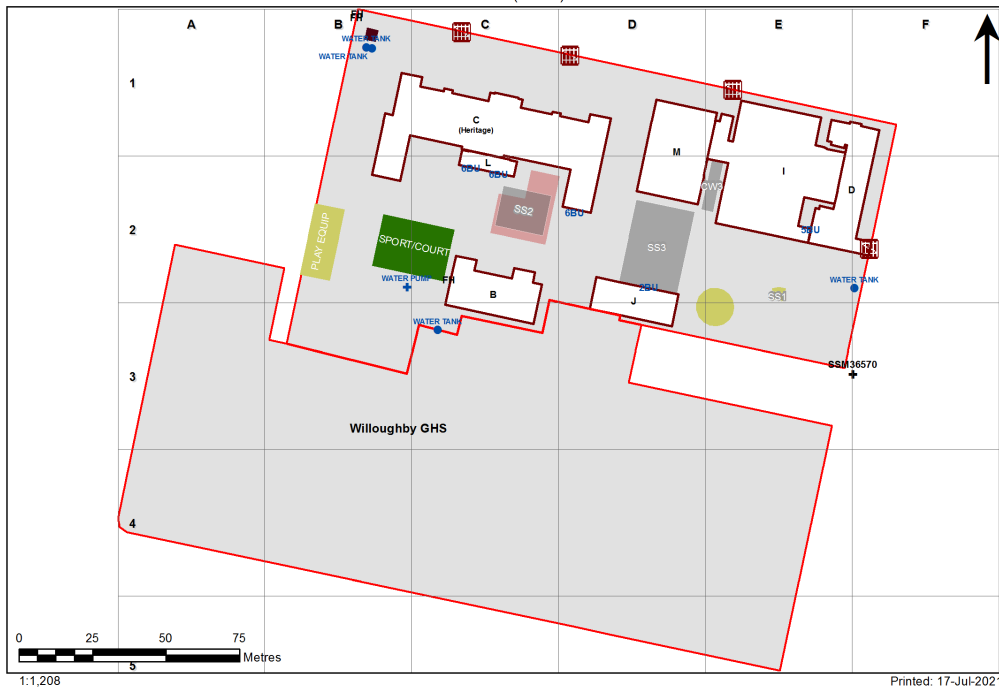 A B C D E F
FH
WATER TANK
WATER TANK
1
C
(Heritage)
M
I
L
6BU
6BU
CW3
D
SS2
6BU
2
PLAY EQUIP
SPORT/COURT
SS3
5BU
WATER PUMP
FH
WATER TANK
2BU
B
J
SS1
WATER TANK
SSM36570
3
Willoughby GHS
4
0 25 50 75
Metres
5
1:1,208
Printed: 17-Jul-2021